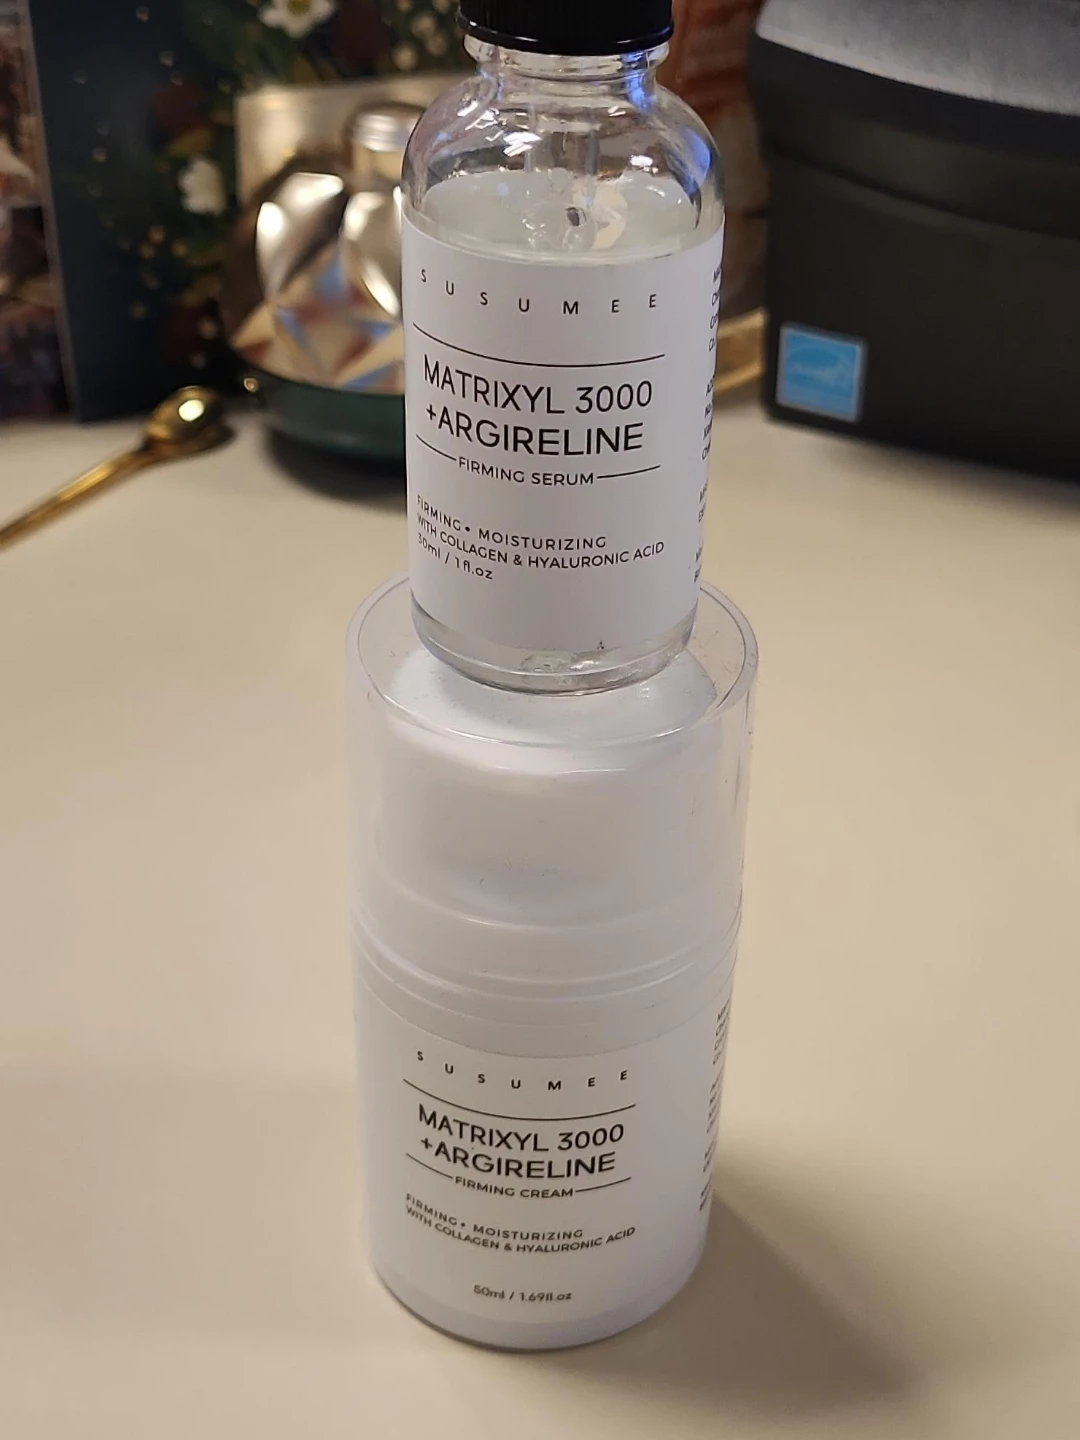 SUSUMEE
MATRIXYL 3000
+ARGIRELINE
FIRMING SERUM
FIRMING • MOISTURIZING
WITH COLLAGEN & HYALURONIC ACID
30ml / 1fl.oz
SUSUMEE
MATRIXYL 3000
+ARGIRELINE
FIRMING CREAM
FIRMING • MOISTURIZING
WITH COLLAGEN & HYALURONIC ACID
50ml / 1.69fl.oz